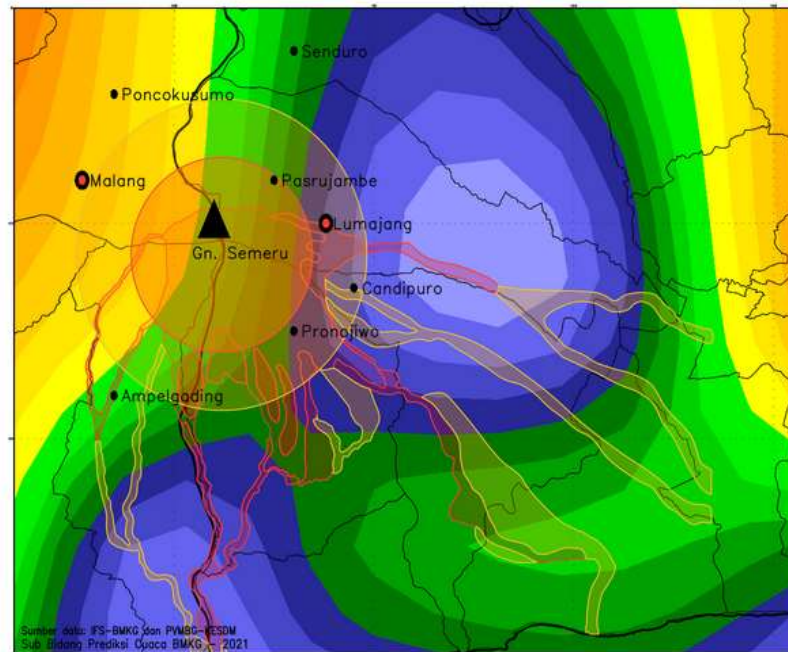 Senduro
Poncokusumo
Malang
Pasrujambe
Lumajang
Gn. Semeru
Candipuro
Pronojiwo
Ampelgading
Sumber data: IFS-BMKG dan PVMBG-KESDM
Sub Bidang Prediksi Cuaca BMKG - 2021